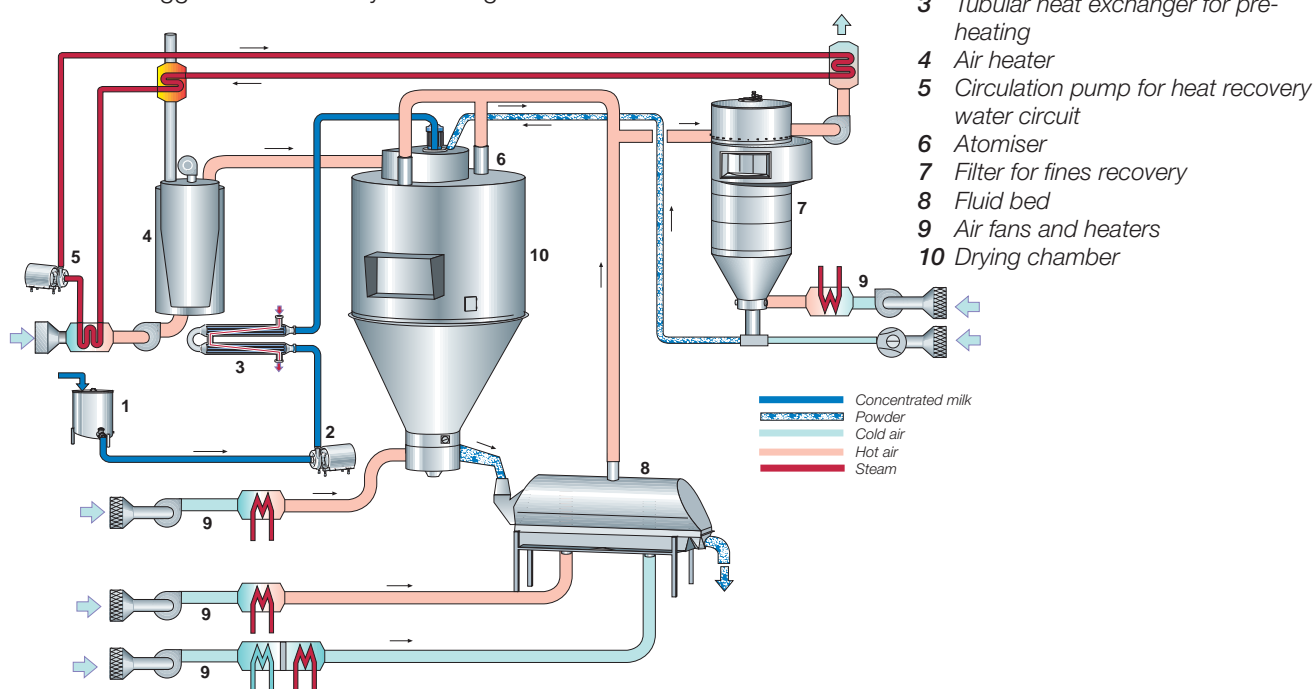 3 Tubular heat exchanger for pre-
heating
4 Air heater
5 Circulation pump for heat recovery
water circuit
6 Atomiser
7 Filter for fines recovery
8 Fluid bed
9 Air fans and heaters
10 Drying chamber
6
4
7
5
10
9
3
1
2
Concentrated milk
Powder
Cold air
Hot air
Steam
8
9
9
9